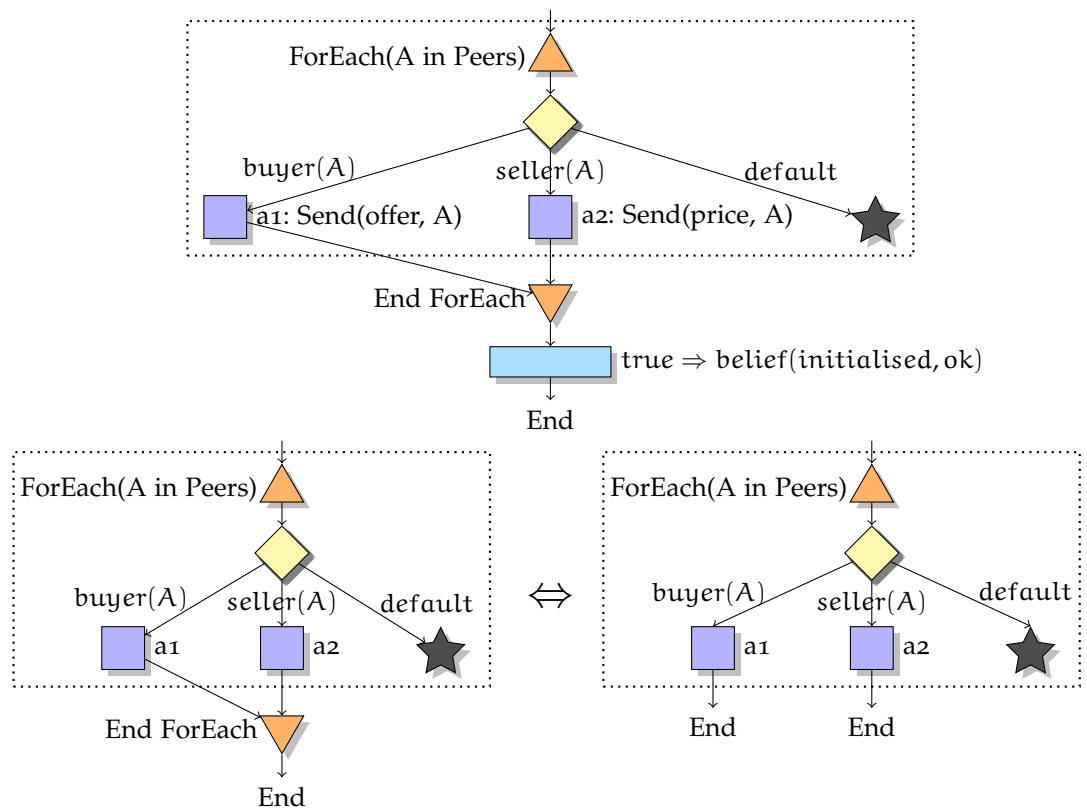 ForEach(A in Peers)
buyer(A)
seller(A)
default
a1: Send(offer, A)
a2: Send(price, A)
End ForEach
true ⇒ belief(initialised, ok)
End
ForEach(A in Peers)
buyer(A)
seller(A)
default
a1
a2
End ForEach
End
⇔
ForEach(A in Peers)
buyer(A)
seller(A)
default
a1
a2
End
End